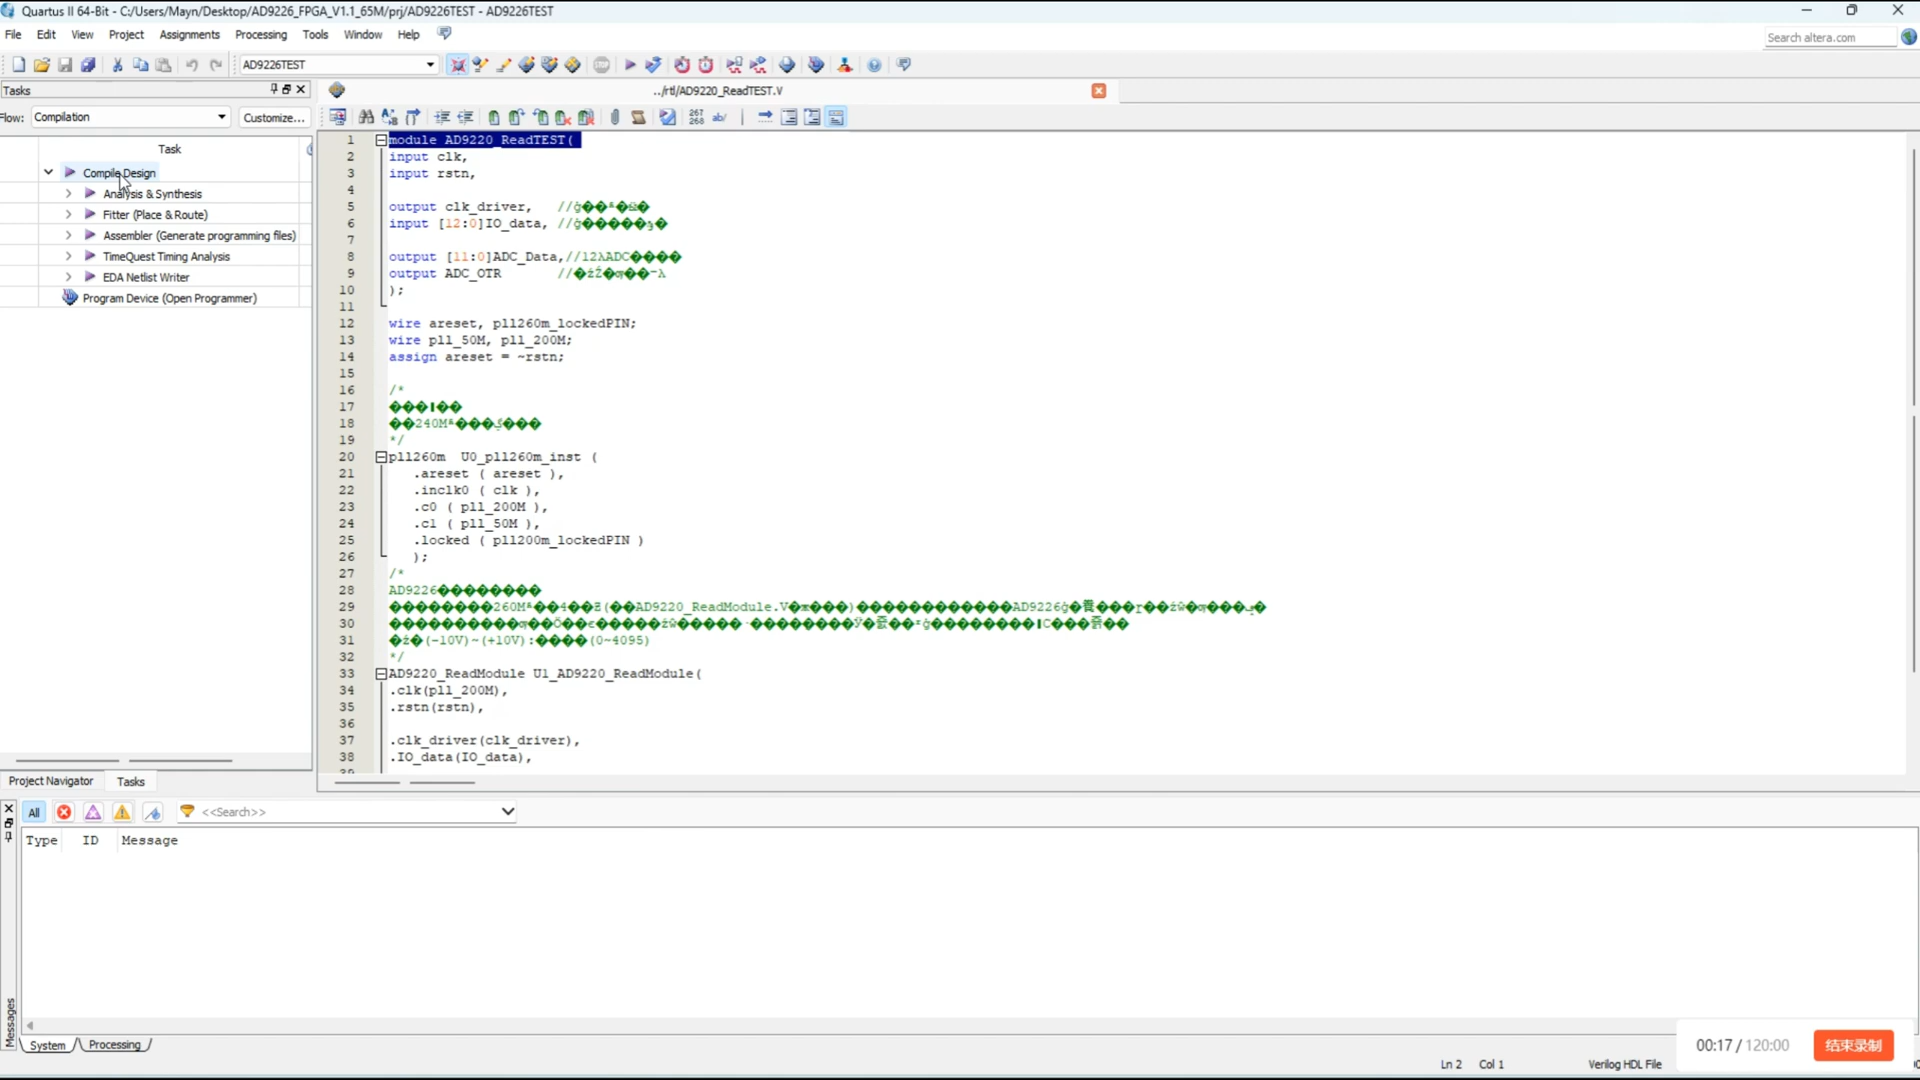 Quartus II 64-Bit - C:/Users/Mayn/Desktop/AD9226_FPGA_V1.1_65M/prj/AD9226TEST - AD9226TEST
File Edit View Project Assignments Processing Tools Window Help
Search altera.com
AD9226TEST
Tasks
../rtl/AD9220_ReadTEST.V
Flow: Compilation Customize...
Task
Compile Design
Analysis & Synthesis
Fitter (Place & Route)
Assembler (Generate programming files)
TimeQuest Timing Analysis
EDA Netlist Writer
Program Device (Open Programmer)
1 module AD9220_ReadTEST(
2 input clk,
3 input rstn,
4
5 output clk_driver, //
6 input [12:0]IO_data, //
7
8 output [11:0]ADC_Data,//12λADC����
9 output ADC_OTR //
10 );
11
12 wire areset, pll260m_lockedPIN;
13 wire pll_50M, pll_200M;
14 assign areset = ~rstn;
15
16 /*
17
18 ��240M
19 */
20 pll260m U0_pll260m_inst (
21 .areset ( areset ),
22 .inclk0 ( clk ),
23 .c0 ( pll_200M ),
24 .c1 ( pll_50M ),
25 .locked ( pll200m_lockedPIN )
26 );
27 /*
28 AD9226��������
29 260M AD9220_ReadModule.V AD9226
30
31 (-10V)~(+10V):����(0~4095)
32 */
33 AD9220_ReadModule U1_AD9220_ReadModule(
34 .clk(pll_200M),
35 .rstn(rstn),
36
37 .clk_driver(clk_driver),
38 .IO_data(IO_data),
39
Project Navigator Tasks
All <<Search>>
Type ID Message
Messages
System Processing
00:17 / 120:00 结束录制
Ln 2 Col 1 Verilog HDL File